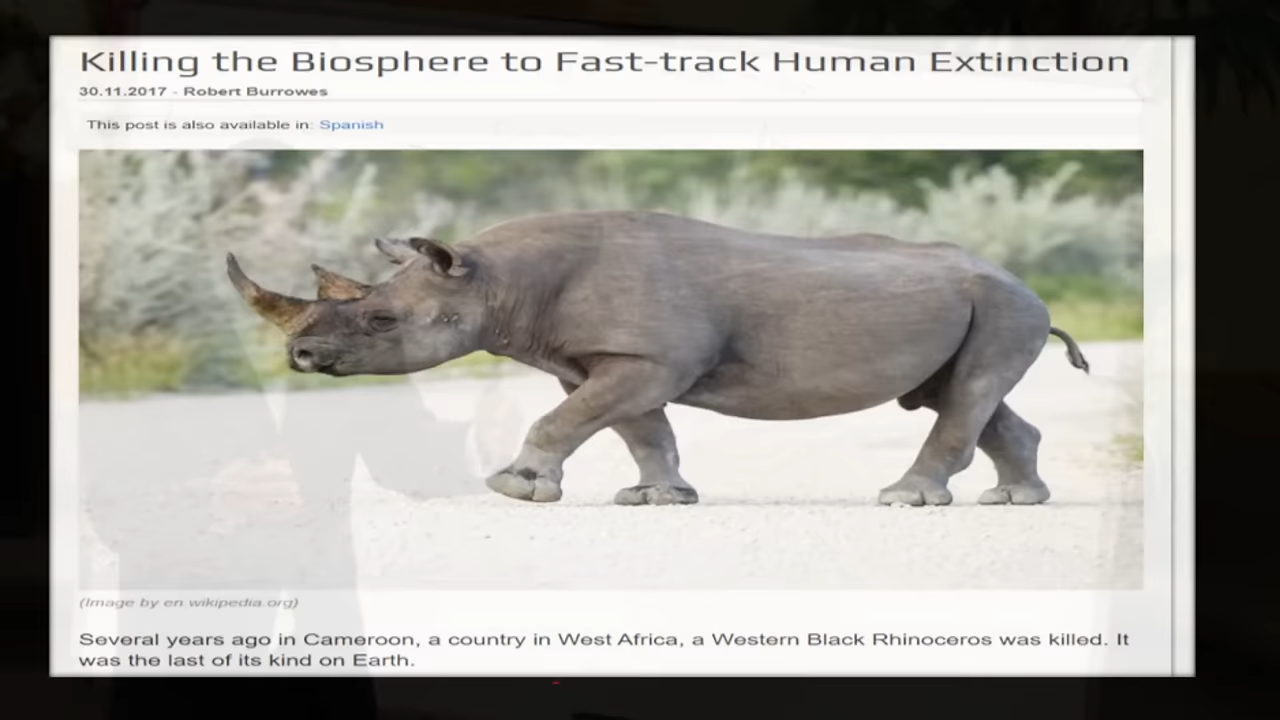 Killing the Biosphere to Fast-track Human Extinction
30.11.2017 - Robert Burrowes
This post is also available in: Spanish
(Image by en wikipedia.org)
Several years ago in Cameroon, a country in West Africa, a Western Black Rhinoceros was killed. It
was the last of its kind on Earth.